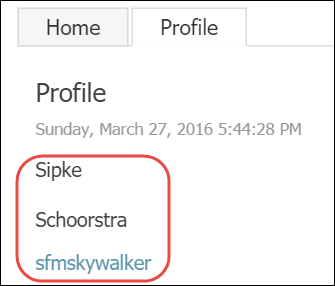 Home Profile
Profile
Sunday, March 27, 2016 5:44:28 PM
Sipke
Schoorstra
sfmskywalker